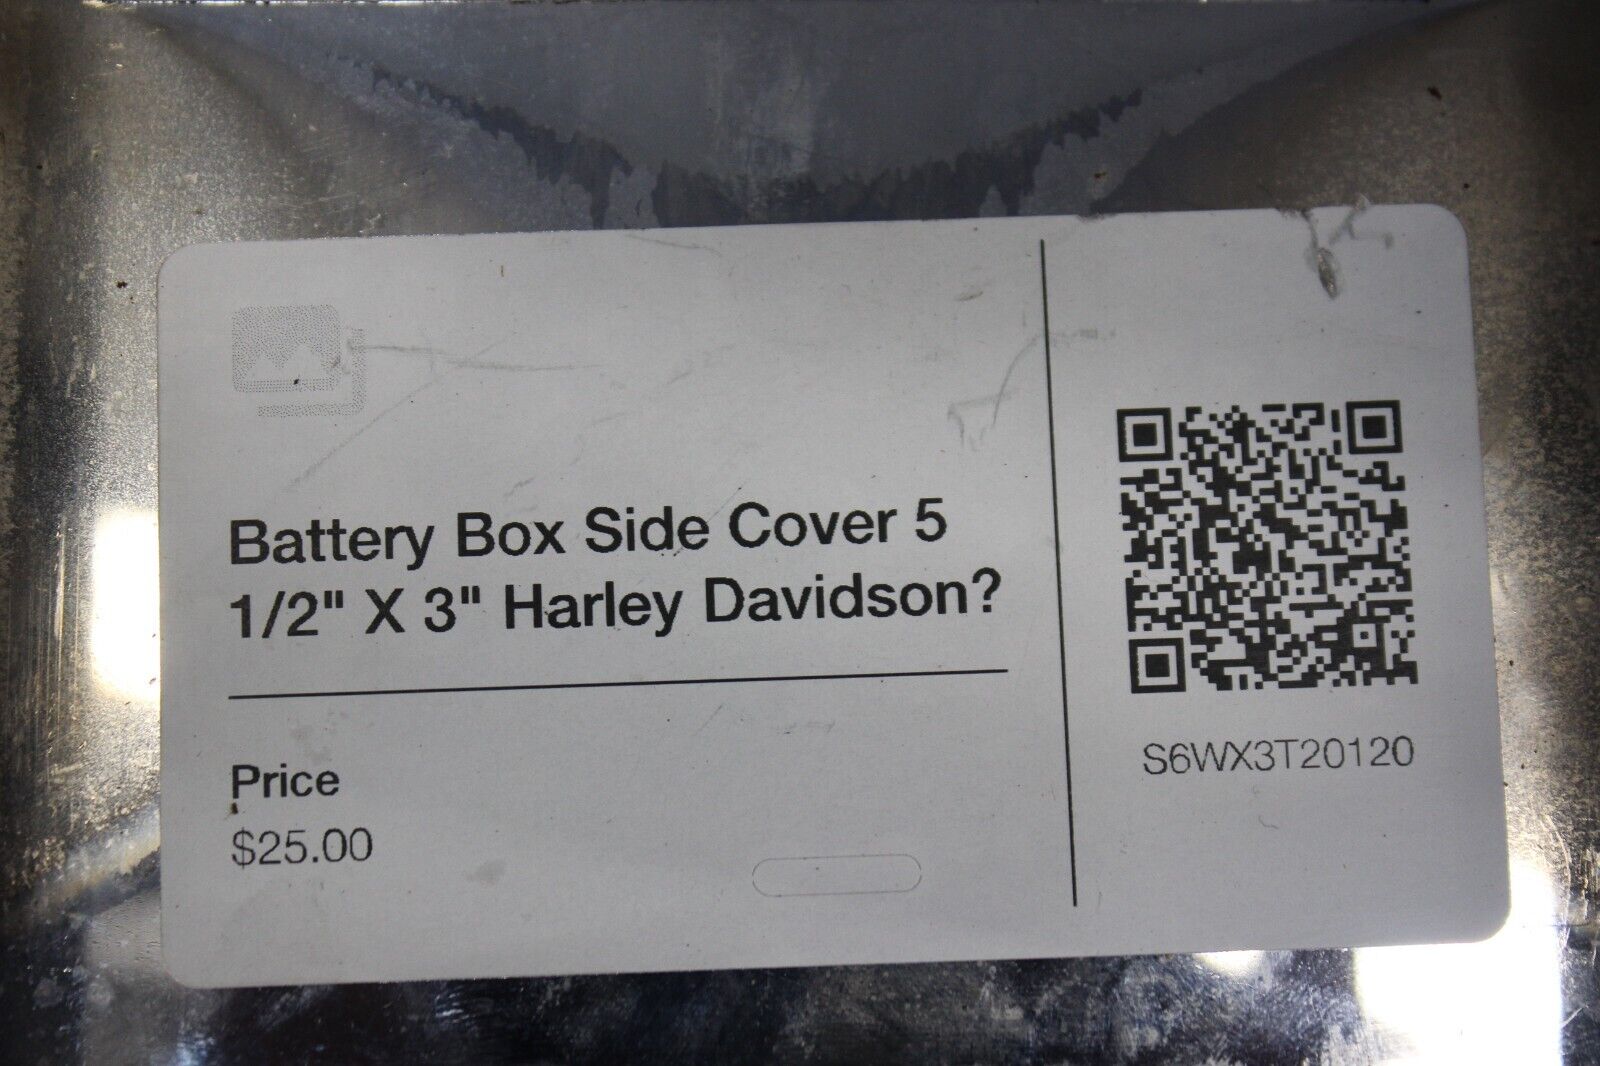 Battery Box Side Cover 5
1/2" X 3" Harley Davidson?
Price
$25.00
S6WX3T20120